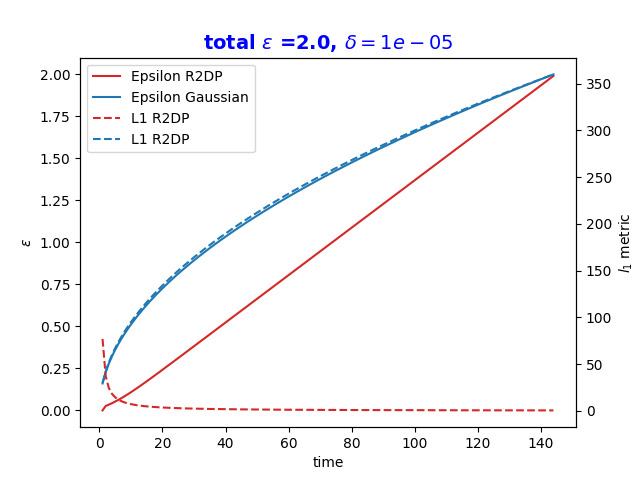 total ε =2.0, δ = 1e − 05
Epsilon R2DP
Epsilon Gaussian
L1 R2DP
L1 R2DP
2.00
1.75
1.50
1.25
1.00
0.75
0.50
0.25
0.00
ε
350
300
250
200
150
100
50
0
l₁ metric
0 20 40 60 80 100 120 140
time